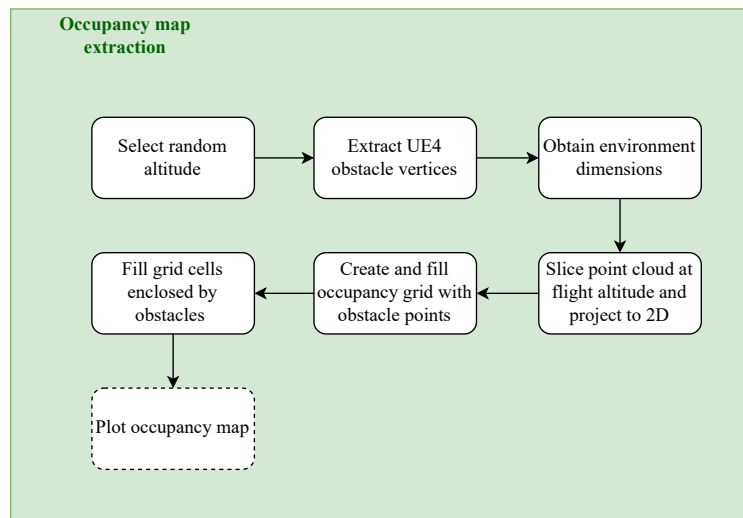 Occupancy map
extraction
Select random
altitude
Extract UE4
obstacle vertices
Obtain environment
dimensions
Slice point cloud at
flight altitude and
project to 2D
Create and fill
occupancy grid with
obstacle points
Fill grid cells
enclosed by
obstacles
Plot occupancy map